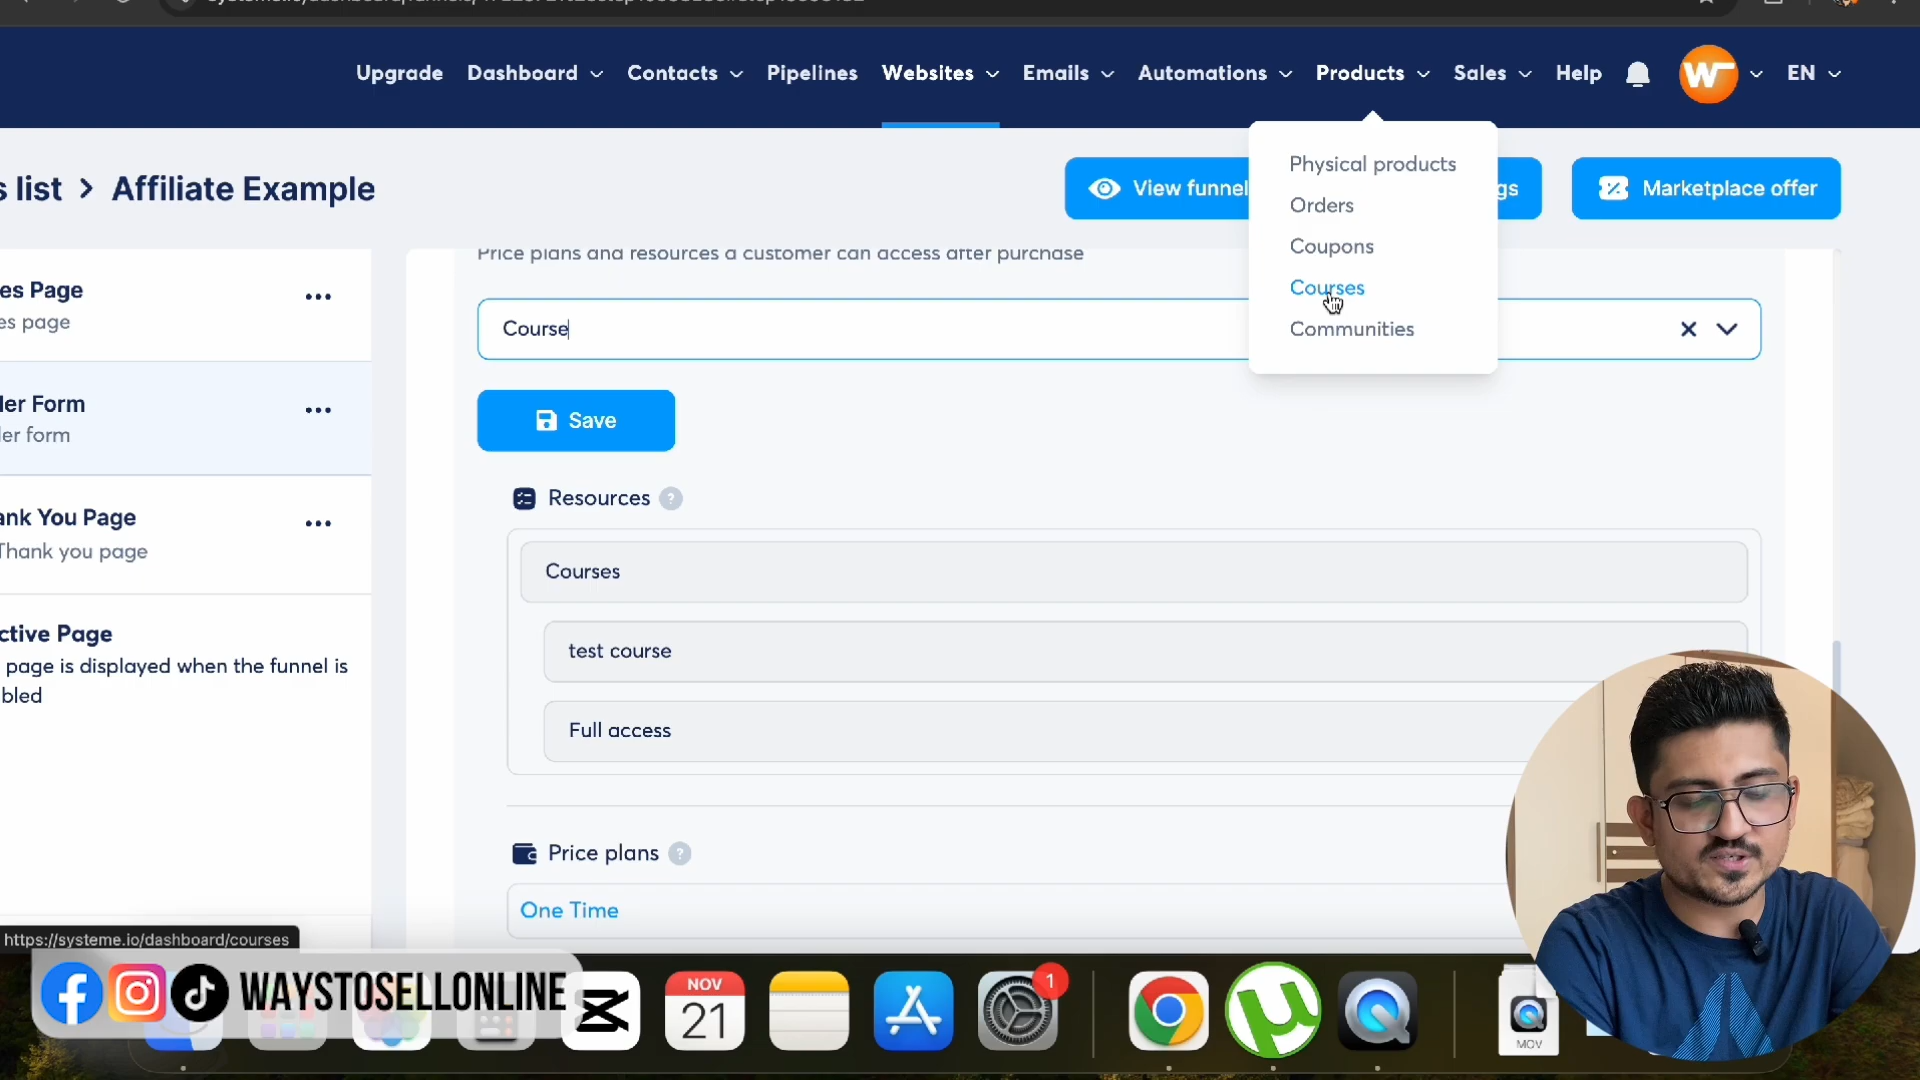 Upgrade Dashboard Contacts Pipelines Websites Emails Automations Products Sales Help EN
s list > Affiliate Example
View funnel
gs
Marketplace offer
Physical products
Orders
Coupons
Courses
Communities
Price plans and resources a customer can access after purchase
Course
Save
es Page
es page
ler Form
ler form
ank You Page
Thank you page
ctive Page
page is displayed when the funnel is
bled
Resources ?
Courses
test course
Full access
Price plans ?
One Time
https://systeme.io/dashboard/courses
WAYSTOSELLONLINE
NOV
21
1
MOV